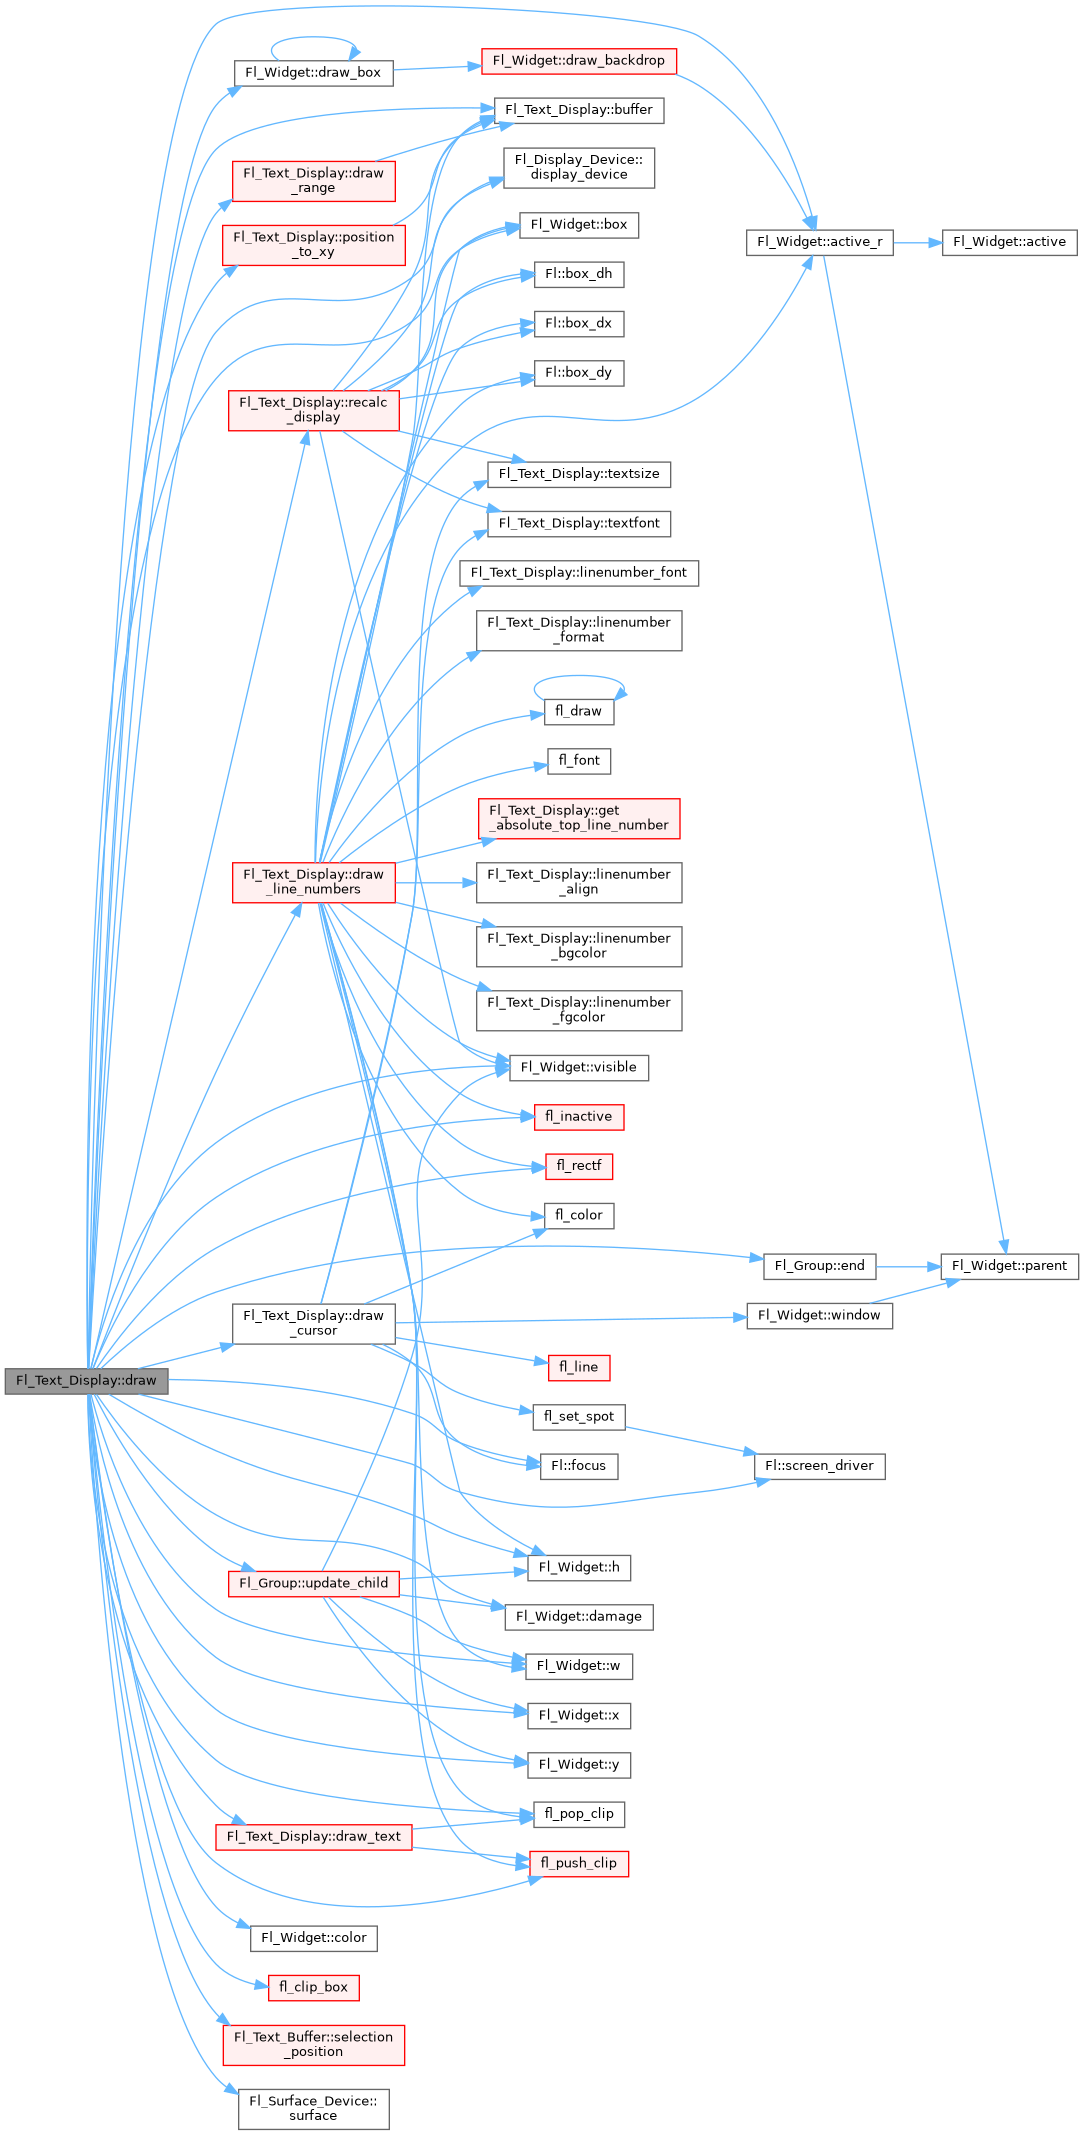 Fl_Widget::draw_box
Fl_Widget::draw_backdrop
Fl_Text_Display::buffer
Fl_Text_Display::draw
_range
Fl_Display_Device::
display_device
Fl_Text_Display::position
_to_xy
Fl_Widget::box
Fl_Widget::active_r
Fl_Widget::active
Fl::box_dh
Fl::box_dx
Fl::box_dy
Fl_Text_Display::recalc
_display
Fl_Text_Display::textsize
Fl_Text_Display::textfont
Fl_Text_Display::linenumber_font
Fl_Text_Display::linenumber
_format
fl_draw
fl_font
Fl_Text_Display::get
_absolute_top_line_number
Fl_Text_Display::draw
_line_numbers
Fl_Text_Display::linenumber
_align
Fl_Text_Display::linenumber
_bgcolor
Fl_Text_Display::linenumber
_fgcolor
Fl_Widget::visible
fl_inactive
fl_rectf
fl_color
Fl_Group::end
Fl_Widget::parent
Fl_Text_Display::draw
_cursor
Fl_Widget::window
fl_line
Fl_Text_Display::draw
fl_set_spot
Fl::focus
Fl::screen_driver
Fl_Widget::h
Fl_Group::update_child
Fl_Widget::damage
Fl_Widget::w
Fl_Widget::x
Fl_Widget::y
fl_pop_clip
Fl_Text_Display::draw_text
fl_push_clip
Fl_Widget::color
fl_clip_box
Fl_Text_Buffer::selection
_position
Fl_Surface_Device::
surface